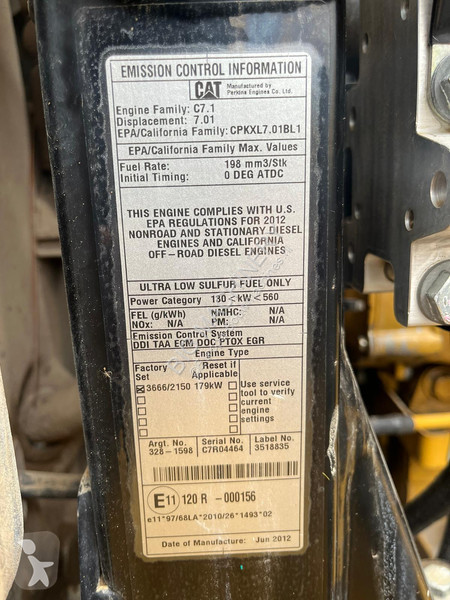 EMISSION CONTROL INFORMATION
CAT Manufactured by
Perkins Engines Co. Ltd.
Engine Family: C7.1
Displacement: 7.01
EPA/California Family: CPKXL7.01BL1
EPA/California Family Max. Values
Fuel Rate: 198 mm3/Stk
Initial Timing: 0 DEG ATDC
THIS ENGINE COMPLIES WITH U.S.
EPA REGULATIONS FOR 2012
NONROAD AND STATIONARY DIESEL
ENGINES AND CALIFORNIA
OFF-ROAD DIESEL ENGINES
ULTRA LOW SULFUR FUEL ONLY
Power Category 130<kW<560
FEL (g/kWh) NMHC: N/A
NOx: N/A PM: N/A
Emission Control System
DDI TAA ECM DOC PTOX EGR
Engine Type
Factory Set Reset if Applicable
3666/2150 179kW
Use service
tool to verify
current
engine
settings
Argt. No. Serial No. Label No.
328-1598 C7R04464 3518835
E11 120 R -000156
e11*97/68LA*2010/26*1493*02
Date of Manufacture: Jun 2012